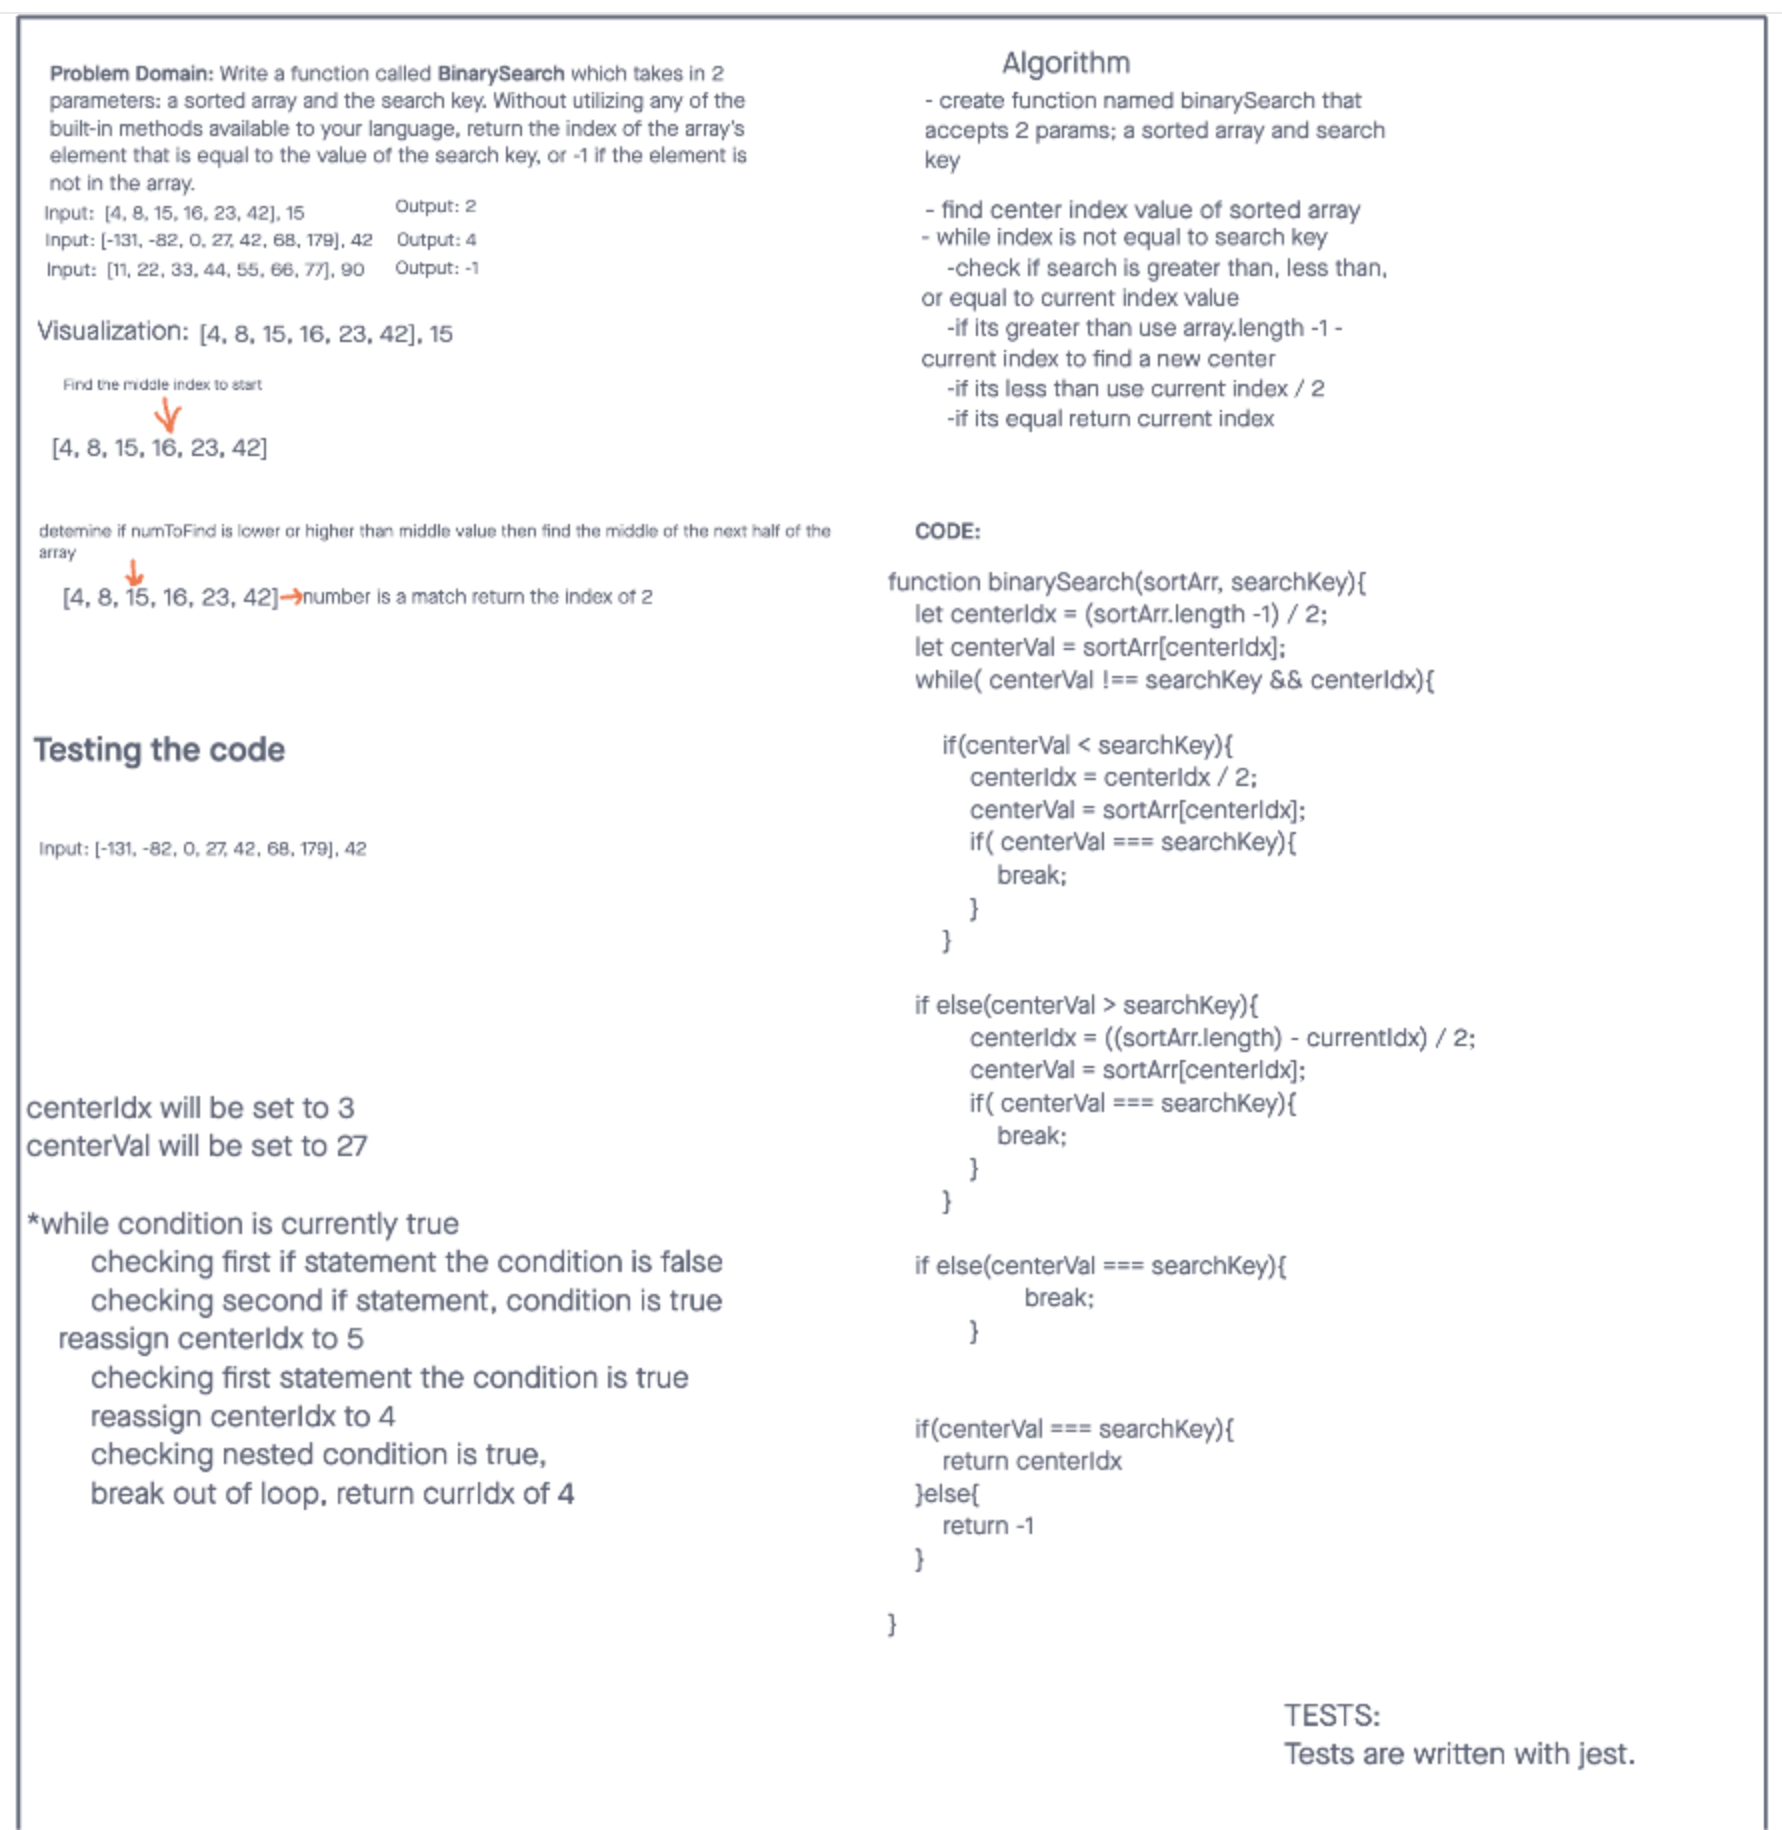 Problem Domain: Write a function called BinarySearch which takes in 2
parameters: a sorted array and the search key. Without utilizing any of the
built-in methods available to your language, return the index of the array's
element that is equal to the value of the search key, or -1 if the element is
not in the array.
Input: [4, 8, 15, 16, 23, 42], 15 Output: 2
Input: [-131, -82, 0, 27, 42, 68, 179], 42 Output: 4
Input: [11, 22, 33, 44, 55, 66, 77], 90 Output: -1
Visualization: [4, 8, 15, 16, 23, 42], 15
Find the middle index to start
[4, 8, 15, 16, 23, 42]
detemine if numToFind is lower or higher than middle value then find the middle of the next half of the
array
[4, 8, 15, 16, 23, 42] number is a match return the index of 2
Testing the code
Input: [-131, -82, 0, 27, 42, 68, 179], 42
centerIdx will be set to 3
centerVal will be set to 27
*while condition is currently true
checking first if statement the condition is false
checking second if statement, condition is true
reassign centerIdx to 5
checking first statement the condition is true
reassign centerIdx to 4
checking nested condition is true,
break out of loop, return currIdx of 4
Algorithm
- create function named binarySearch that
accepts 2 params; a sorted array and search
key
- find center index value of sorted array
- while index is not equal to search key
-check if search is greater than, less than,
or equal to current index value
-if its greater than use array.length -1 -
current index to find a new center
-if its less than use current index / 2
-if its equal return current index
CODE:
function binarySearch(sortArr, searchKey){
let centerIdx = (sortArr.length -1) / 2;
let centerVal = sortArr[centerIdx];
while( centerVal !== searchKey && centerIdx){
if(centerVal < searchKey){
centerIdx = centerIdx / 2;
centerVal = sortArr[centerIdx];
if( centerVal === searchKey){
break;
}
}
if else(centerVal > searchKey){
centerIdx = ((sortArr.length) - currentIdx) / 2;
centerVal = sortArr[centerIdx];
if( centerVal === searchKey){
break;
}
}
if else(centerVal === searchKey){
break;
}
if(centerVal === searchKey){
return centerIdx
}else{
return -1
}
}
TESTS:
Tests are written with jest.